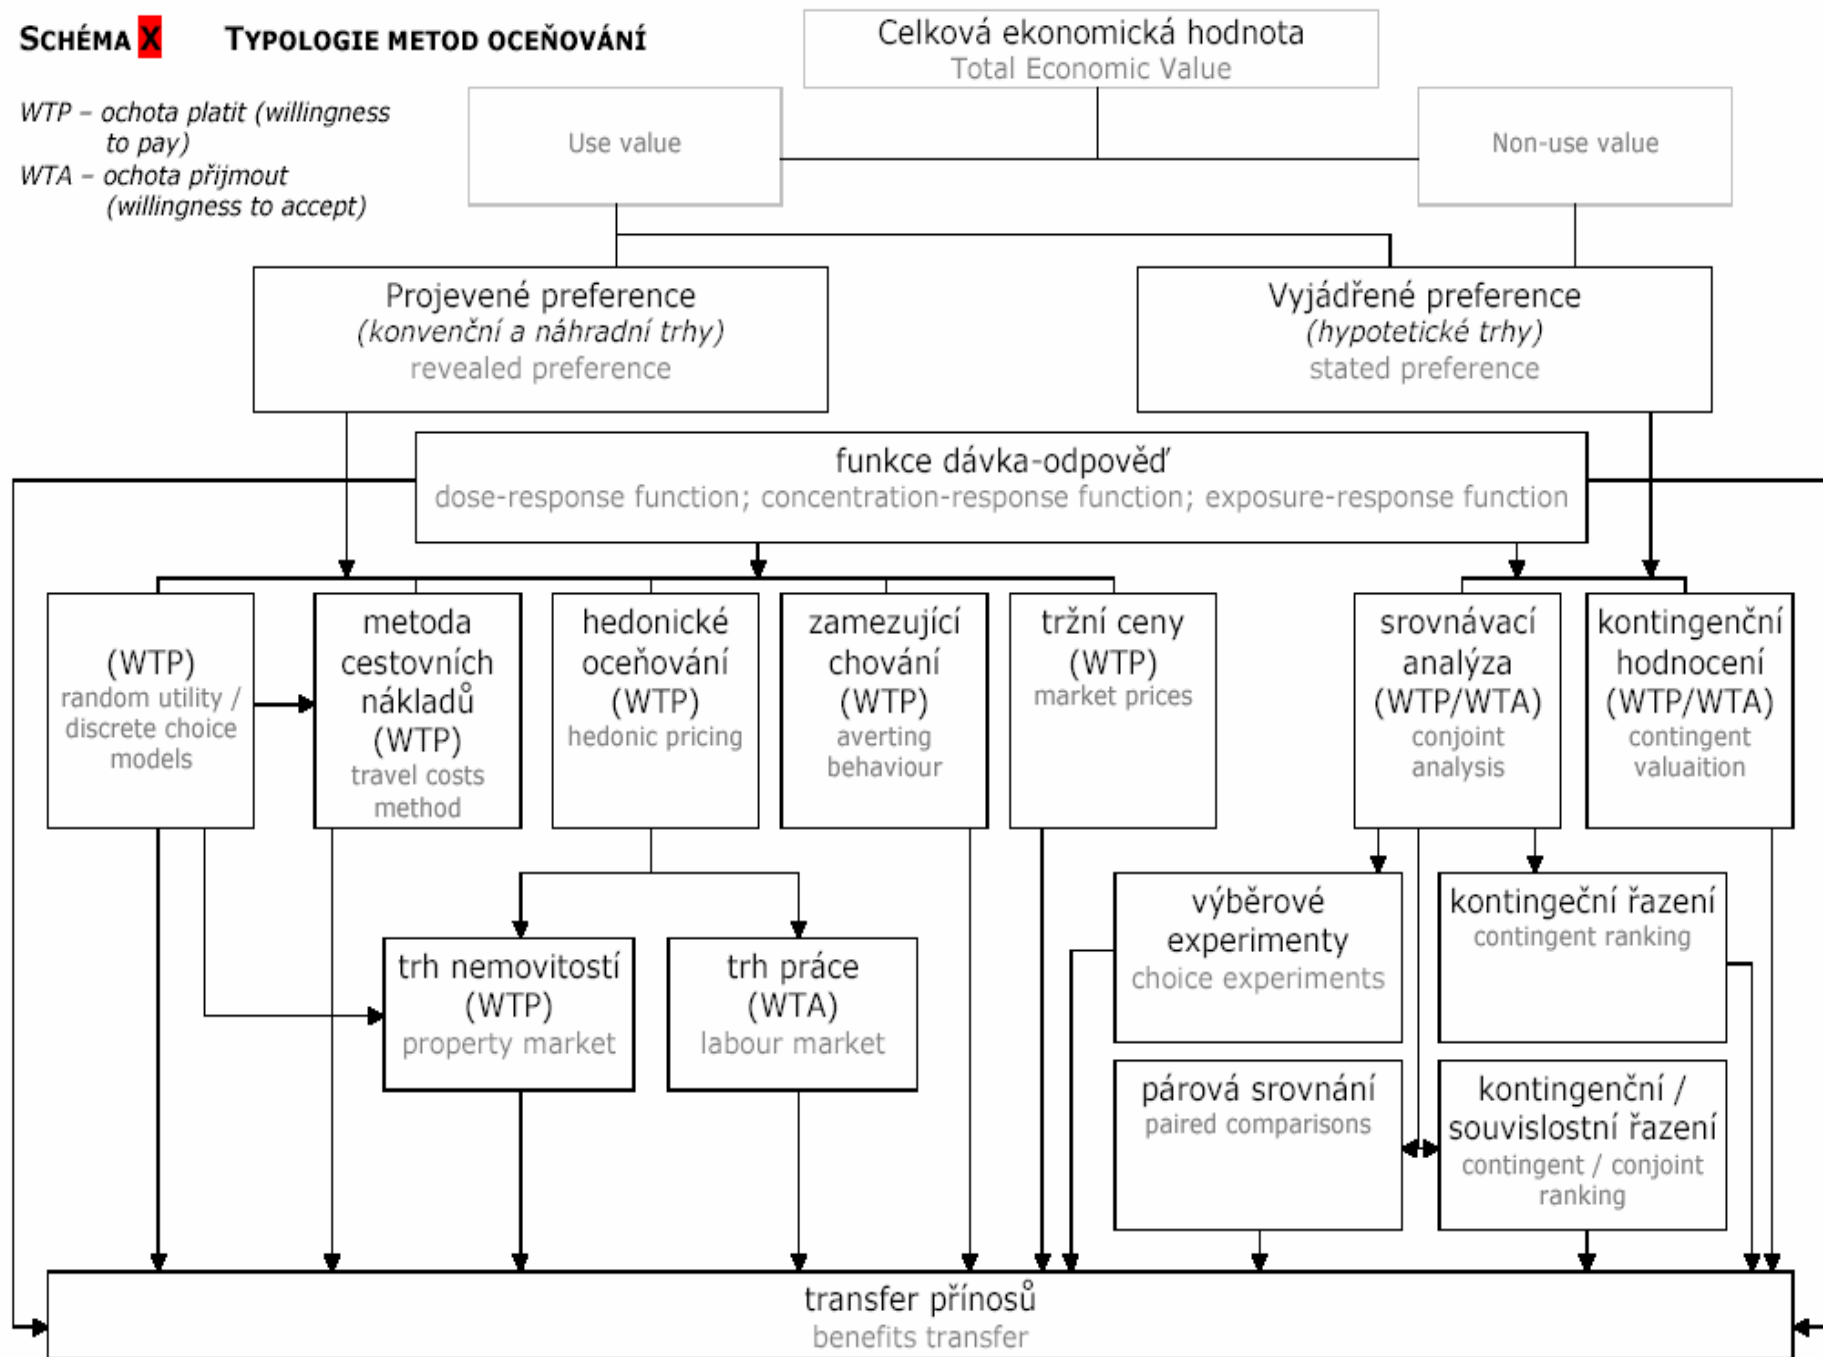 SCHÉMA X TYPOLOGIE METOD OCEŇOVÁNÍ
WTP – ochota platit (willingness
to pay)
WTA – ochota přijmout
(willingness to accept)
Celková ekonomická hodnota
Total Economic Value
Use value
Non-use value
Projevené preference
(konvenční a náhradní trhy)
revealed preference
Vyjádřené preference
(hypotetické trhy)
stated preference
funkce dávka-odpověď
dose-response function; concentration-response function; exposure-response function
(WTP)
random utility /
discrete choice
models
metoda
cestovních
nákladů
(WTP)
travel costs
method
hedonické
oceňování
(WTP)
hedonic pricing
zamezující
chování
(WTP)
averting
behaviour
tržní ceny
(WTP)
market prices
srovnávací
analýza
(WTP/WTA)
conjoint
analysis
kontingenční
hodnocení
(WTP/WTA)
contingent
valuaition
trh nemovitostí
(WTP)
property market
trh práce
(WTA)
labour market
výběrové
experimenty
choice experiments
kontingeční řazení
contingent ranking
párová srovnání
paired comparisons
kontingenční /
souvislostní řazení
contingent / conjoint
ranking
transfer přínosů
benefits transfer